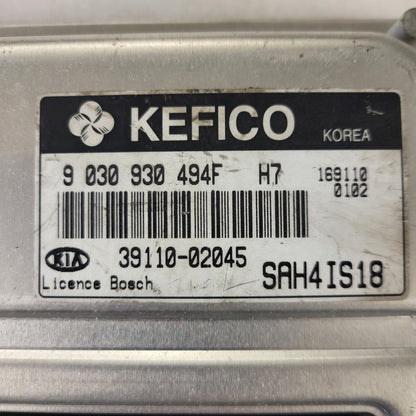 KEFICO KOREA
9 030 930 494F H7 169110
0102
KIA 39110-02045
Licence Bosch SAH4IS18